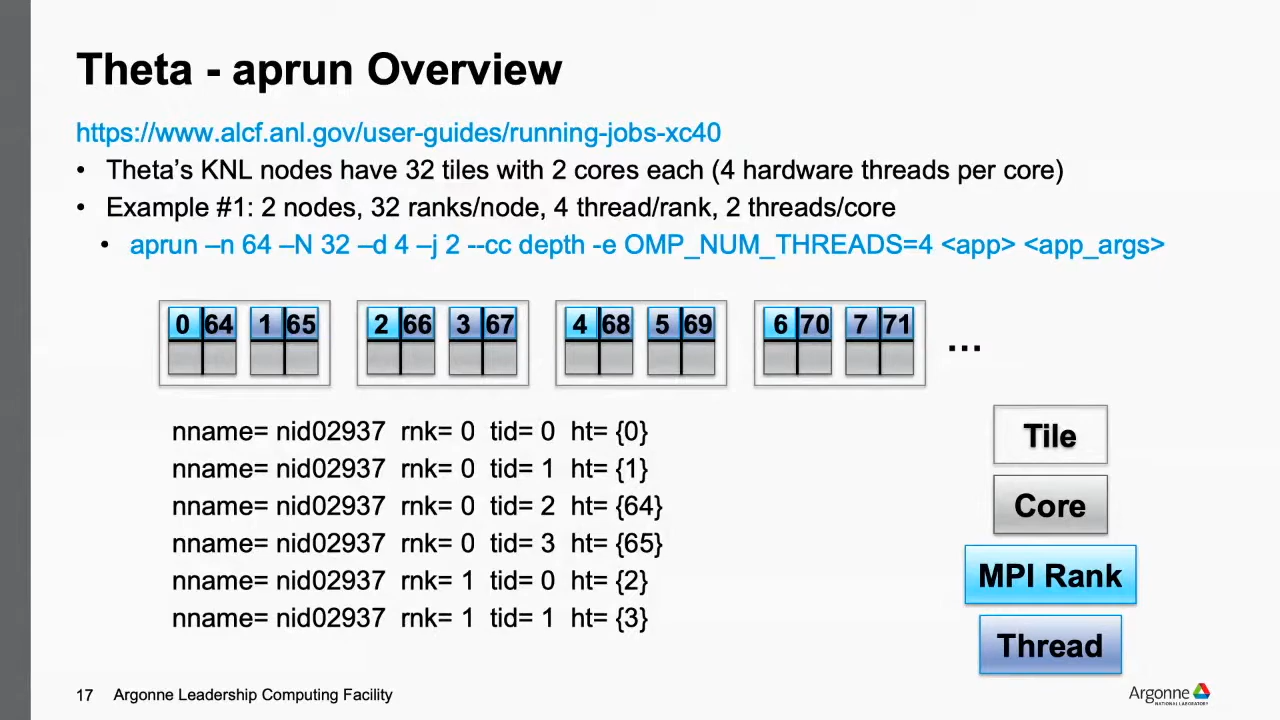 Theta - aprun Overview
https://www.alcf.anl.gov/user-guides/running-jobs-xc40
• Theta’s KNL nodes have 32 tiles with 2 cores each (4 hardware threads per core)
• Example #1: 2 nodes, 32 ranks/node, 4 thread/rank, 2 threads/core
• aprun –n 64 –N 32 –d 4 –j 2 --cc depth -e OMP_NUM_THREADS=4 <app> <app_args>
0 64 1 65 2 66 3 67 4 68 5 69 6 70 7 71 ...
nname= nid02937 rnk= 0 tid= 0 ht= {0}
nname= nid02937 rnk= 0 tid= 1 ht= {1}
nname= nid02937 rnk= 0 tid= 2 ht= {64}
nname= nid02937 rnk= 0 tid= 3 ht= {65}
nname= nid02937 rnk= 1 tid= 0 ht= {2}
nname= nid02937 rnk= 1 tid= 1 ht= {3}
Tile
Core
MPI Rank
Thread
17 Argonne Leadership Computing Facility
Argonne
NATIONAL LABORATORY